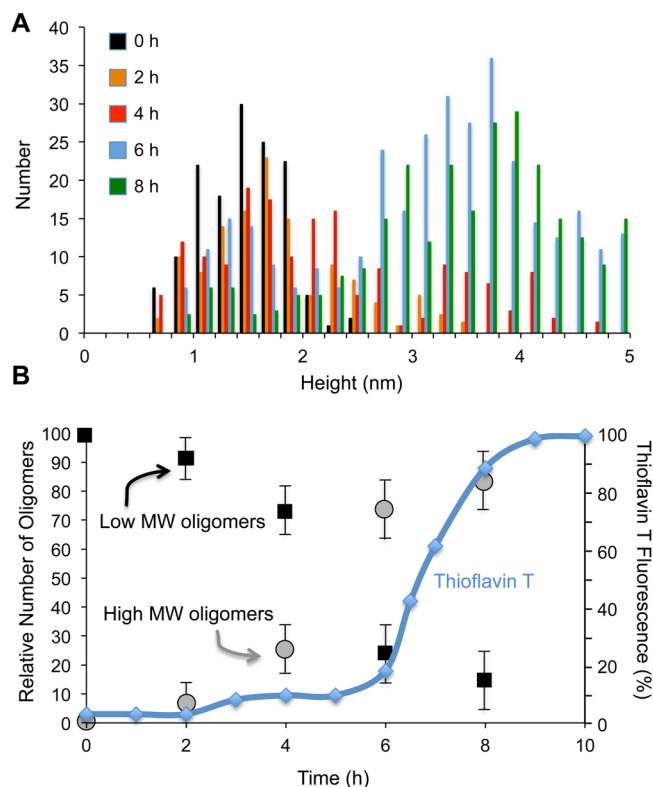 A
40
35
30
25
20
15
10
5
0
Number
0 h
2 h
4 h
6 h
8 h
0
1
2
3
4
5
Height (nm)
B
100
90
80
70
60
50
40
30
20
10
0
Relative Number of Oligomers
Low MW oligomers
High MW oligomers
Thioflavin T
100
80
60
40
20
0
Thioflavin T Fluorescence (%)
0
2
4
6
8
10
Time (h)